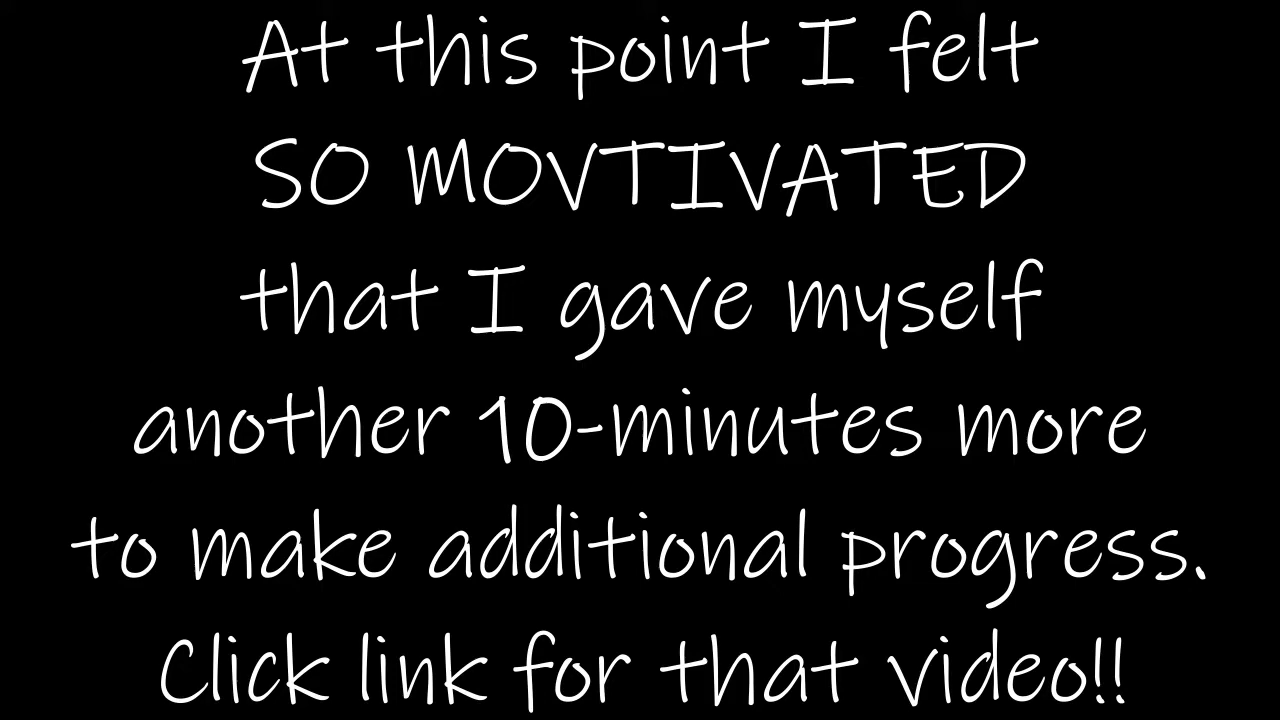 At this point I felt
SO MOVTIVATED
that I gave myself
another 10-minutes more
to make additional progress.
Click link for that video!!